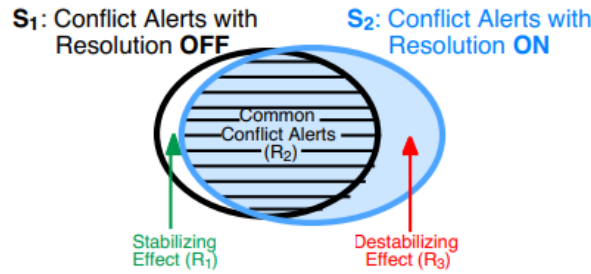 S1: Conflict Alerts with
Resolution OFF
S2: Conflict Alerts with
Resolution ON
Common
Conflict Alerts
(R2)
Stabilizing
Effect (R1)
Destabilizing
Effect (R3)